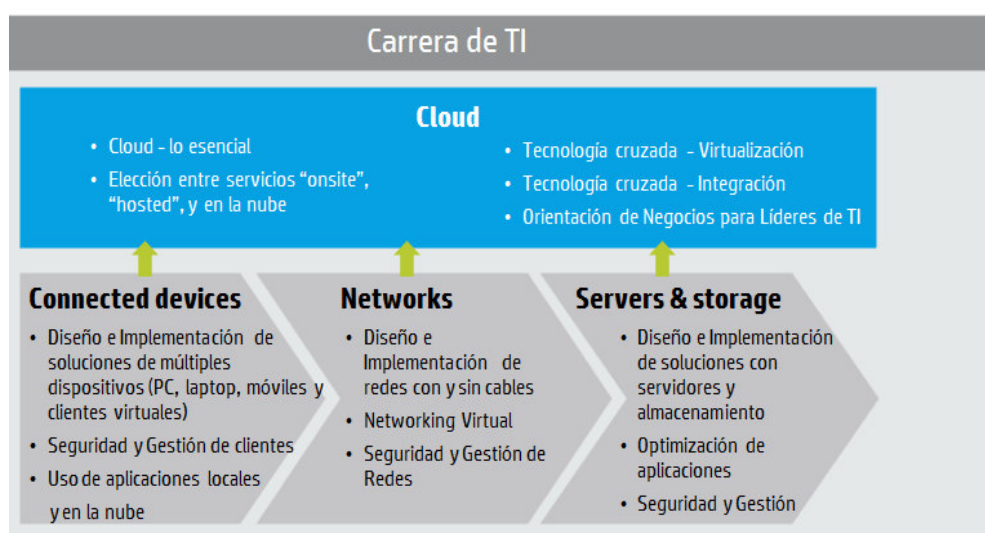 Carrera de TI
Cloud
• Cloud - lo esencial
• Elección entre servicios “onsite”,
“hosted”, y en la nube
• Tecnología cruzada - Virtualización
• Tecnología cruzada - Integración
• Orientación de Negocios para Líderes de TI
Connected devices
• Diseño e Implementación de
soluciones de múltiples
dispositivos (PC, laptop, móviles y
clientes virtuales)
• Seguridad y Gestión de clientes
• Uso de aplicaciones locales
y en la nube
Networks
• Diseño e
Implementación de
redes con y sin cables
• Networking Virtual
• Seguridad y Gestión de
Redes
Servers & storage
• Diseño e Implementación
de soluciones con
servidores y
almacenamiento
• Optimización de
aplicaciones
• Seguridad y Gestión